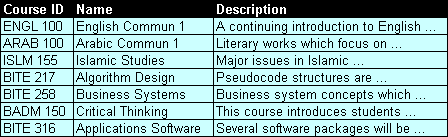 Course ID Name Description
ENGL 100 English Commun 1 A continuing introduction to English ...
ARAB 100 Arabic Commun 1 Literary works which focus on ...
ISLM 155 Islamic Studies Major issues in Islamic ...
BITE 217 Algorithm Design Pseudocode structures are ...
BITE 258 Business Systems Business system concepts which ...
BADM 150 Critical Thinking This course introduces students ...
BITE 316 Applications Software Several software packages will be ...